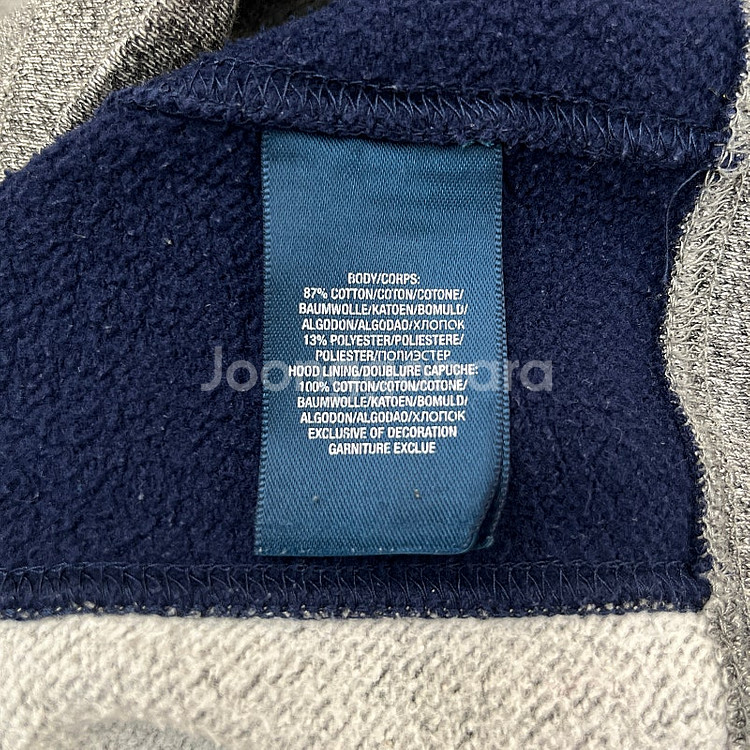 BODY/CORPS:
87% COTTON/COTON/COTONE/
BAUMWOLLE/KATOEN/BOMULD/
ALGODON/ALGODAO/ХЛОПОК
13% POLYESTER/POLIESTERE/
POLIESTER/ПОЛИЭСТЕР
HOOD LINING/DOUBLURE CAPUCHE:
100% COTTON/COTON/COTONE/
BAUMWOLLE/KATOEN/BOMULD/
ALGODON/ALGODAO/ХЛОПОК
EXCLUSIVE OF DECORATION
GARNITURE EXCLUE